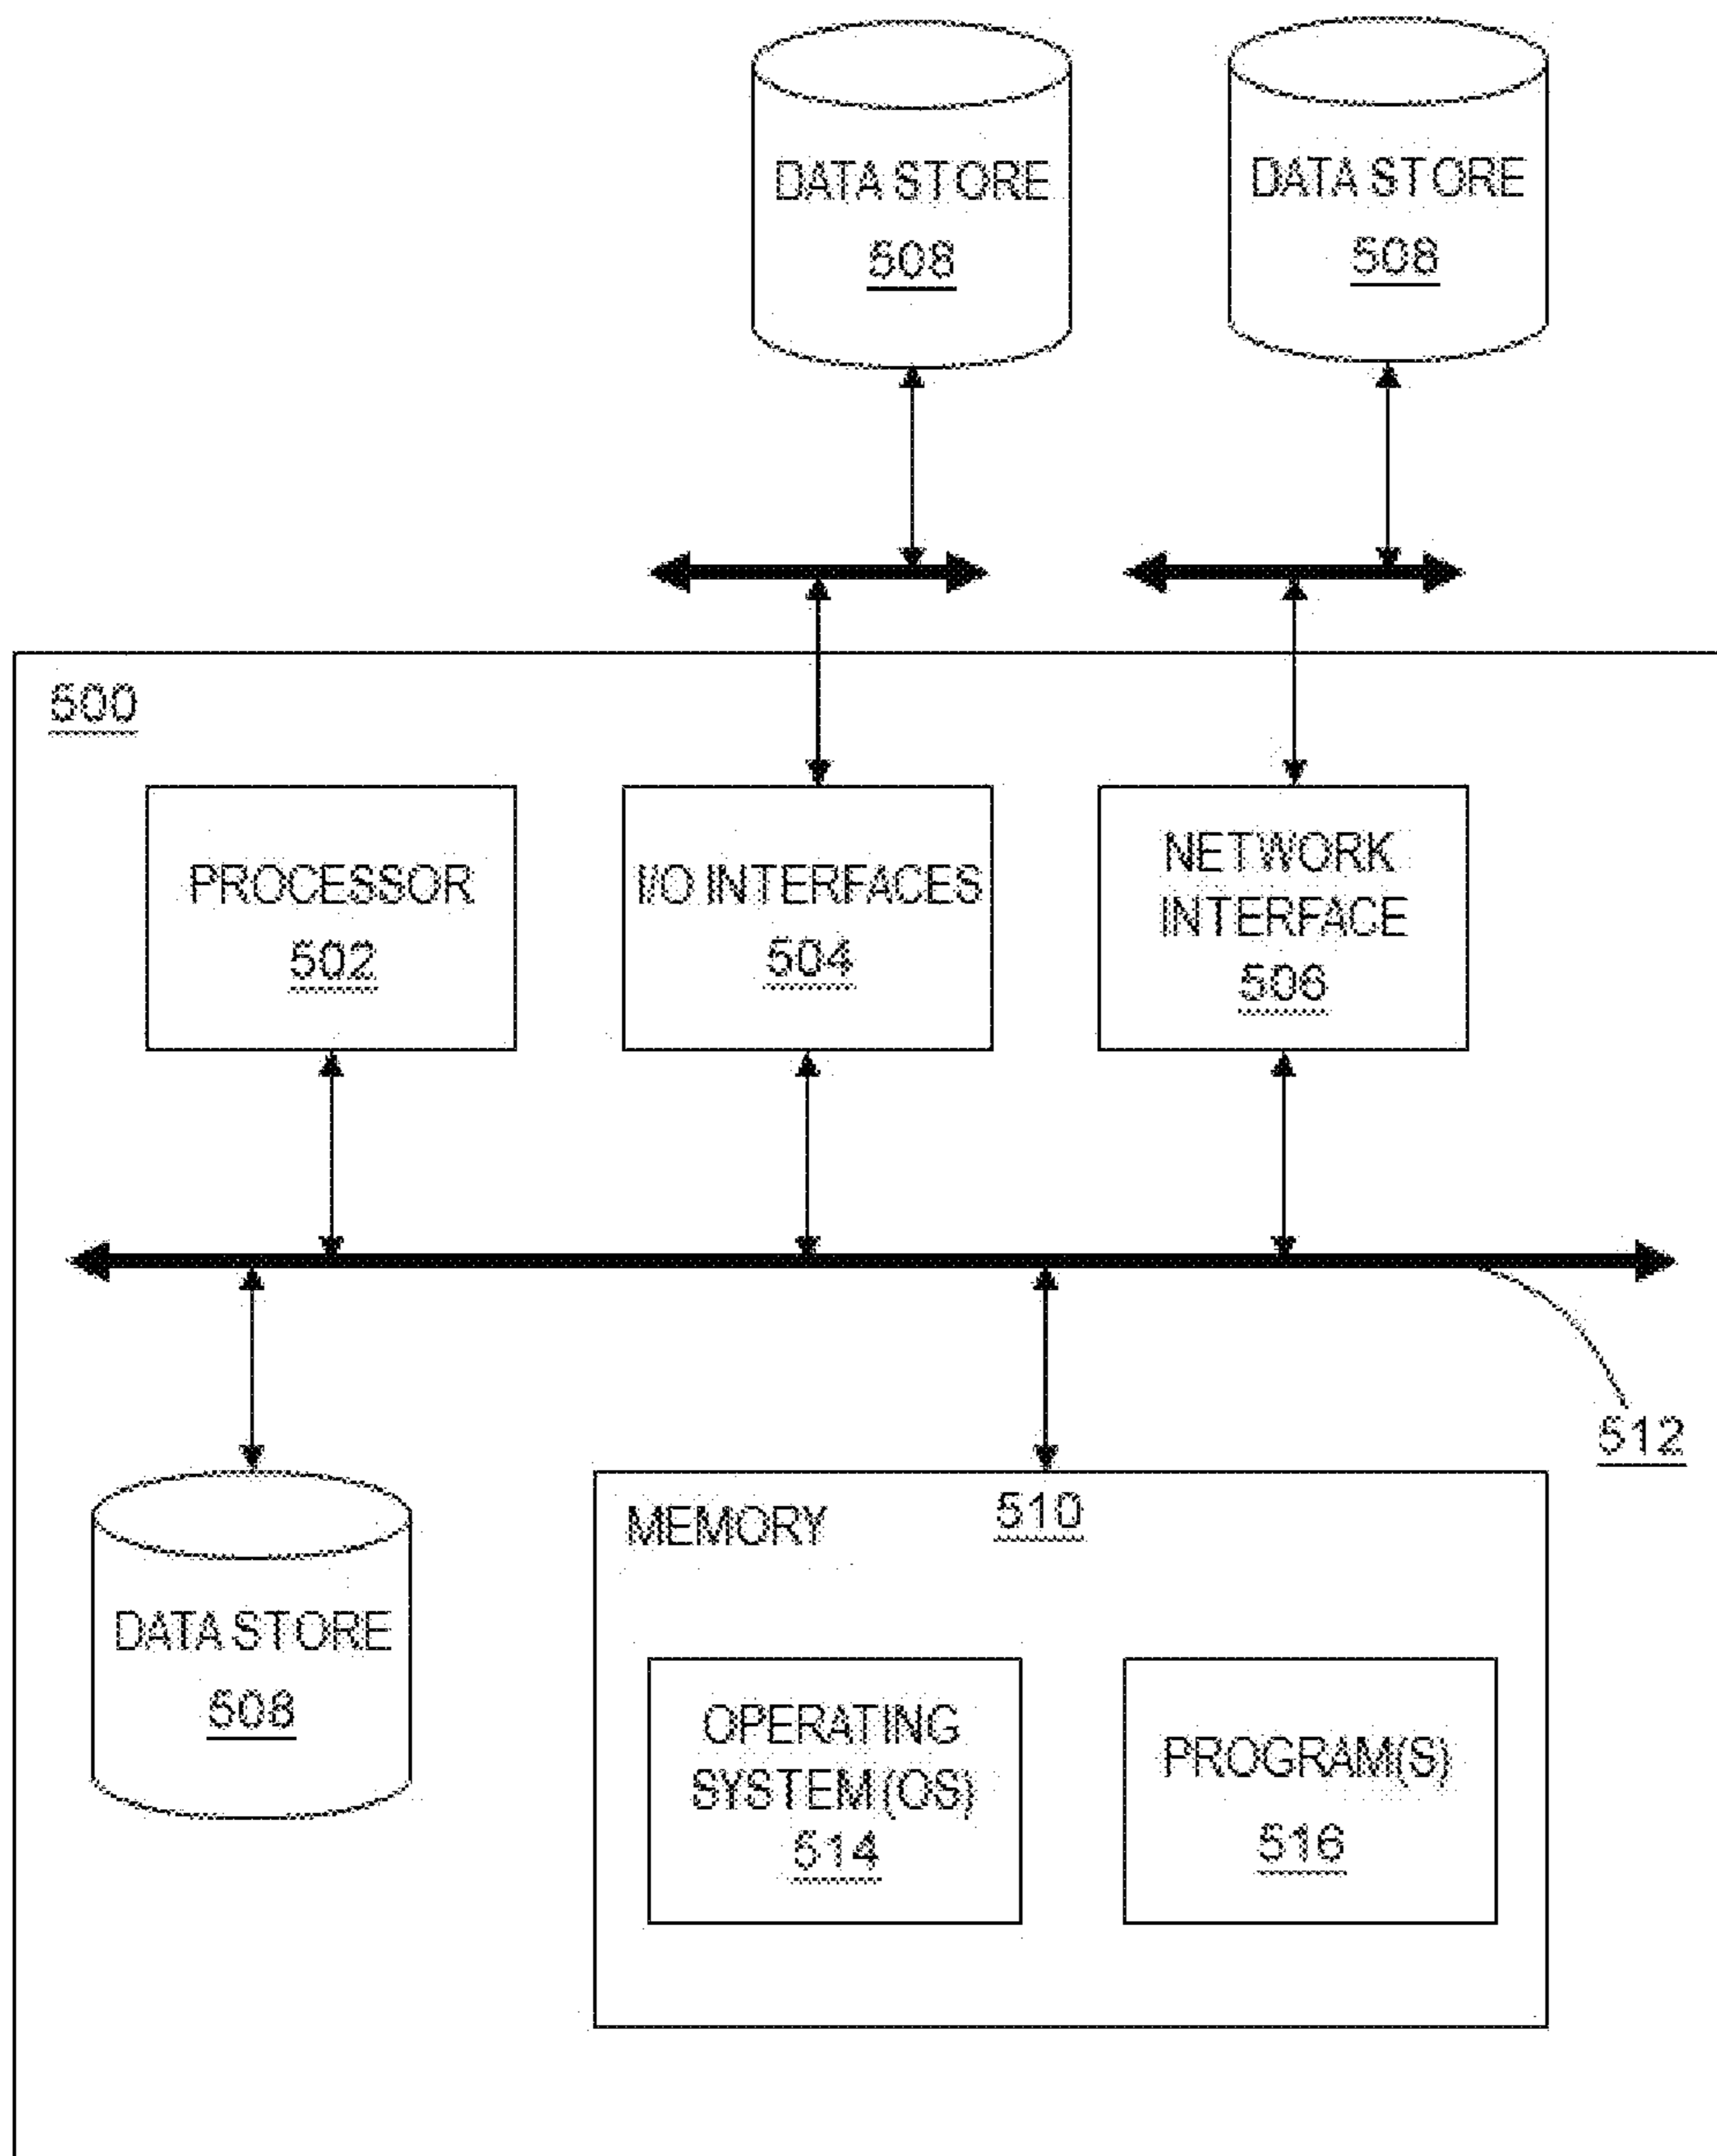 DATA STORE
508
DATA STORE
508
500
PROCESSOR
502
I/O INTERFACES
504
NETWORK
INTERFACE
506
512
DATA STORE
508
MEMORY
510
OPERATING
SYSTEM (OS)
514
PROGRAM(S)
516